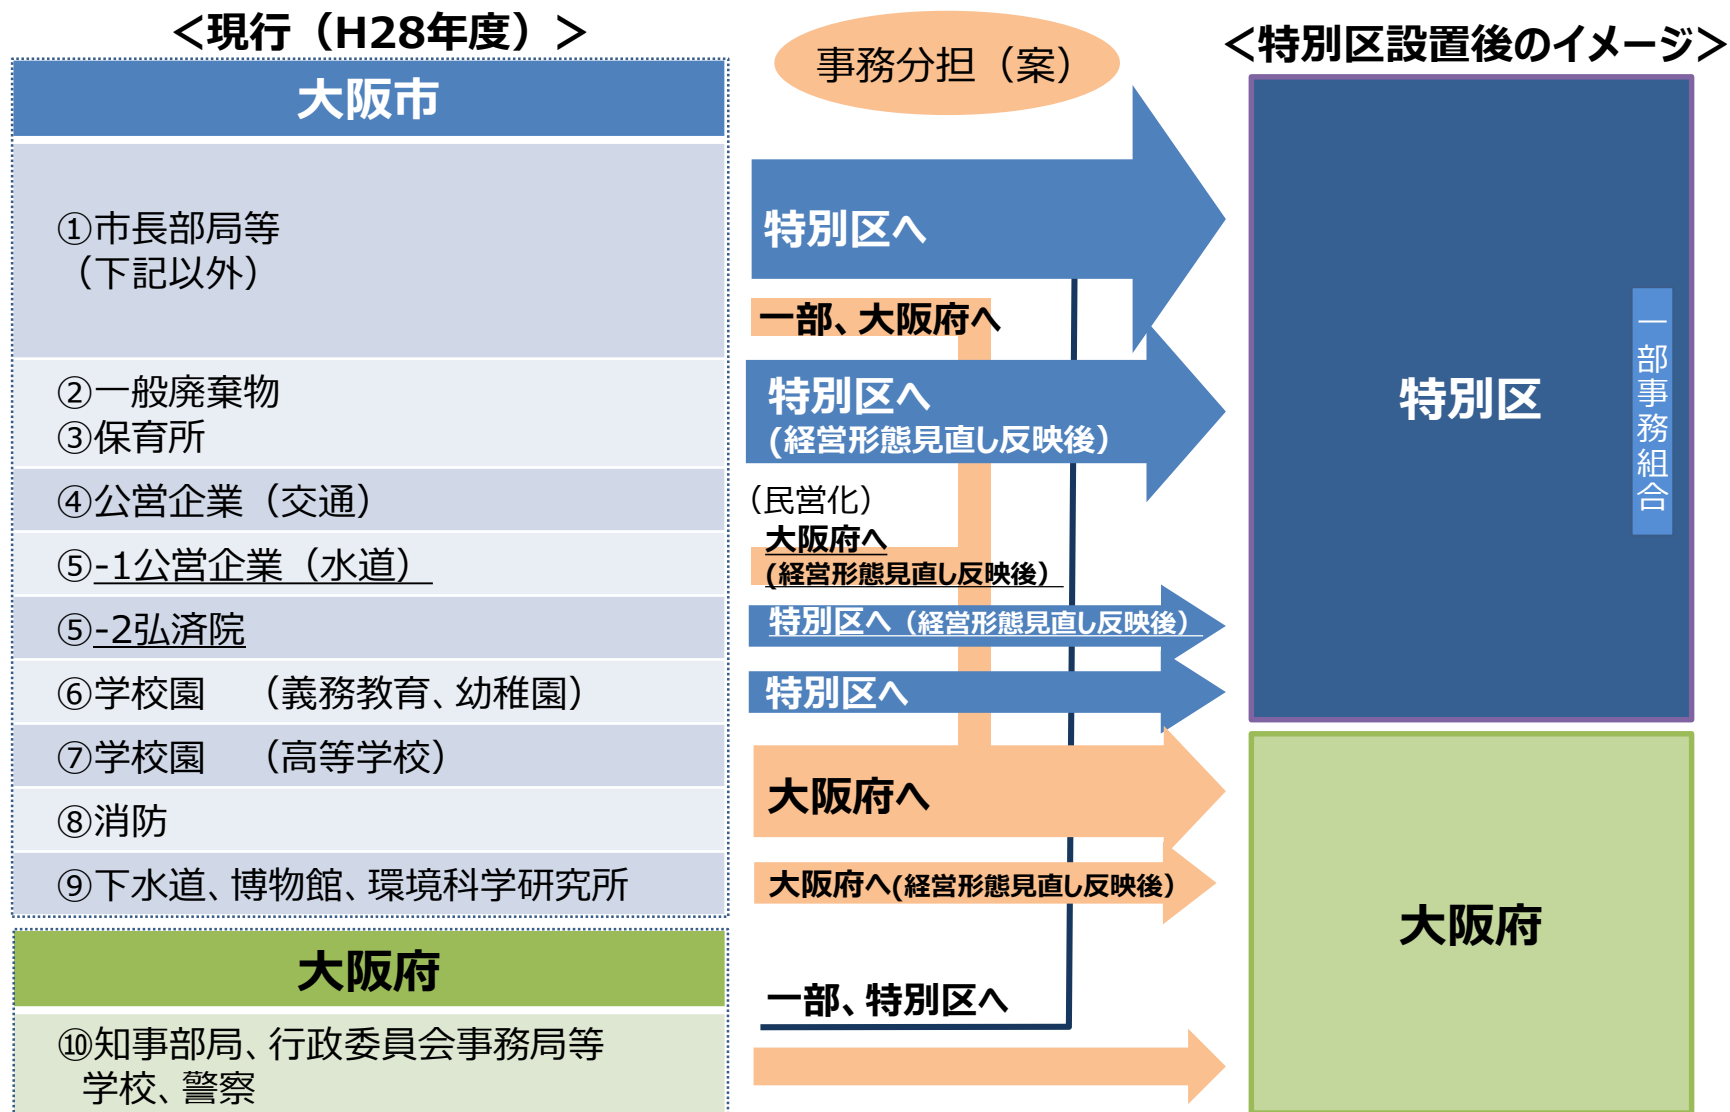 ＜現行（H28年度）＞
事務分担（案）
＜特別区設置後のイメージ＞
大阪市
①市長部局等
（下記以外）
②一般廃棄物
③保育所
④公営企業（交通）
⑤-1公営企業（水道）
⑤-2弘済院
⑥学校園　（義務教育、幼稚園）
⑦学校園　（高等学校）
⑧消防
⑨下水道、博物館、環境科学研究所
大阪府
⑩知事部局、行政委員会事務局等
学校、警察
特別区へ
一部、大阪府へ
特別区へ
(経営形態見直し反映後）
（民営化）
大阪府へ
(経営形態見直し反映後）
特別区へ（経営形態見直し反映後）
特別区へ
大阪府へ
大阪府へ(経営形態見直し反映後）
一部、特別区へ
特別区
一部事務組合
大阪府